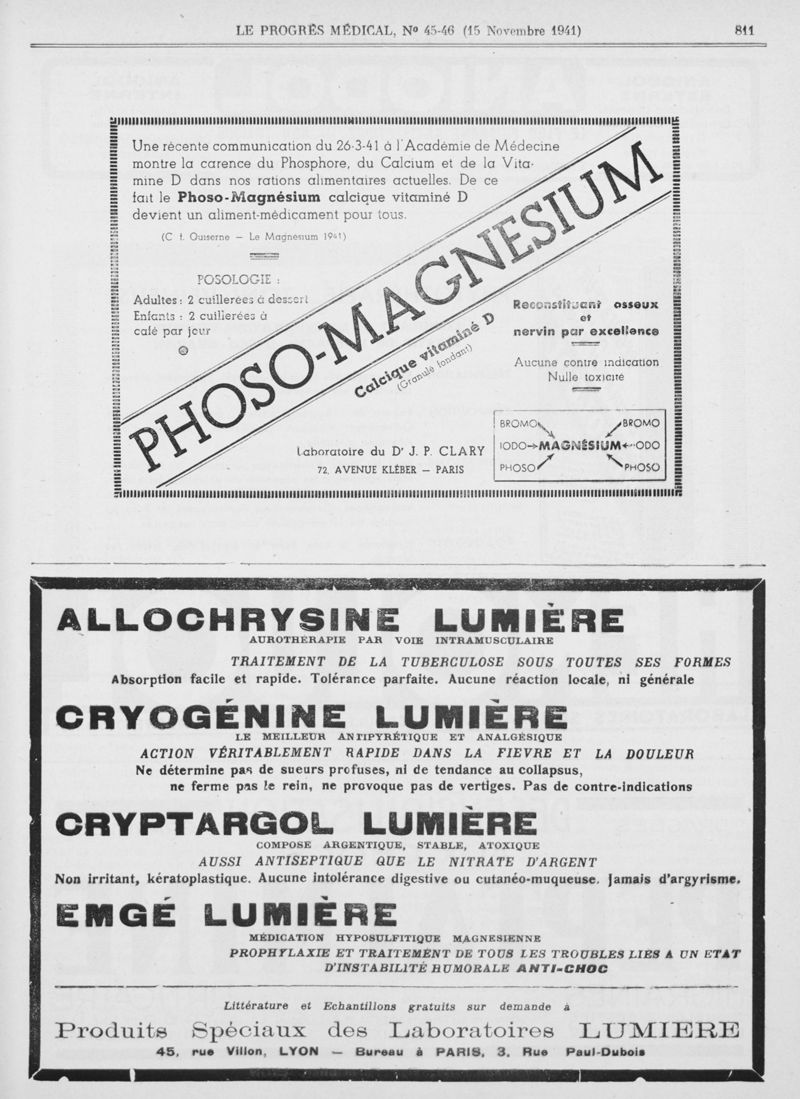 LE PROGRÈS MÉDICAL, Nº 45-46 (15 Novembre 1941) 811
Une récente communication du 26-3-41 à l'Académie de Médecine
montre la carence du Phosphore, du Calcium et de la Vita-
mine D dans nos rations alimentaires actuelles. De ce
fait le Phoso-Magnésium calcique vitaminé D
devient un aliment-médicament pour tous.
(C. f. Quiserne — Le Magnésium 1941)
POSOLOGIE :
Adultes : 2 cuillerées à dessert
Enfants : 2 cuillerées à
café par jour
PHOSO-MAGNESIUM
Calcique vitaminé D
(Granulé fondant)
Reconstituant osseux
et
nervin par excellence
Aucune contre indication
Nulle toxicité
Laboratoire du Dr J. P. CLARY
72, AVENUE KLÉBER — PARIS
BROMO BROMO
IODO→MAGNÉSIUM←IODO
PHOSO PHOSO
ALLOCHRYSINE LUMIÈRE
AUROTHÉRAPIE PAR VOIE INTRAMUSCULAIRE
TRAITEMENT DE LA TUBERCULOSE SOUS TOUTES SES FORMES
Absorption facile et rapide. Tolérance parfaite. Aucune réaction locale, ni générale
CRYOGÉNINE LUMIÈRE
LE MEILLEUR ANTIPYRÉTIQUE ET ANALGÉSIQUE
ACTION VÉRITABLEMENT RAPIDE DANS LA FIEVRE ET LA DOULEUR
Ne détermine pas de sueurs profuses, ni de tendance au collapsus,
ne ferme pas le rein, ne provoque pas de vertiges. Pas de contre-indications
CRYPTARGOL LUMIÈRE
COMPOSE ARGENTIQUE, STABLE, ATOXIQUE
AUSSI ANTISEPTIQUE QUE LE NITRATE D'ARGENT
Non irritant, kératoplastique. Aucune intolérance digestive ou cutanéo-muqueuse. Jamais d'argyrisme.
EMGÉ LUMIÈRE
MÉDICATION HYPOSULFITIQUE MAGNESIENNE
PROPHYLAXIE ET TRAITEMENT DE TOUS LES TROUBLES LIES A UN ETAT
D'INSTABILITÉ HUMORALE ANTI-CHOC
Littérature et Echantillons gratuits sur demande à
Produits Spéciaux des Laboratoires LUMIERE
45, rue Villon, LYON — Bureau à PARIS, 3, Rue Paul-Dubois